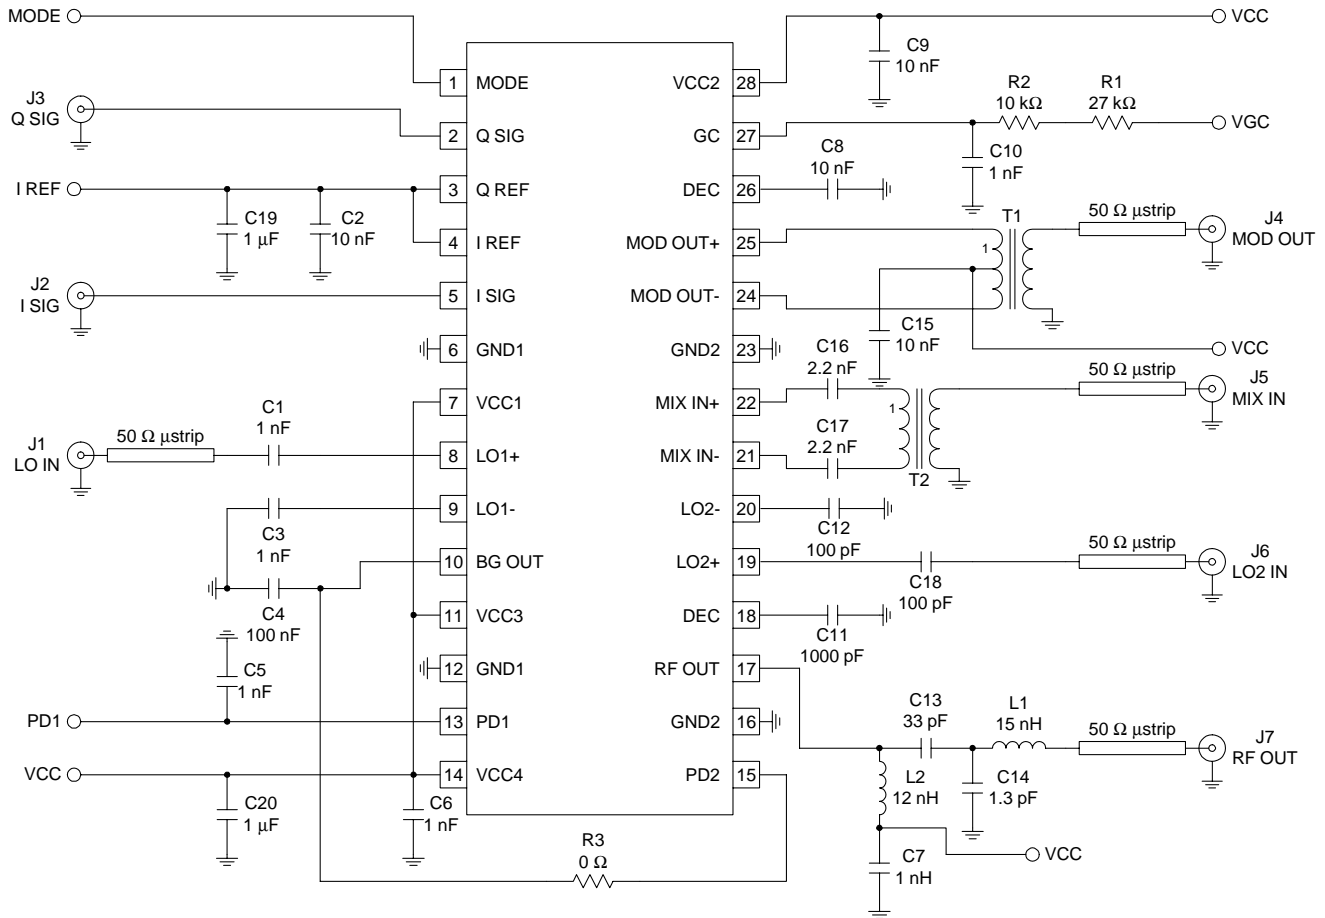 MODE
J3
Q SIG
I REF
C19
1 µF
C2
10 nF
J2
I SIG
C1
1 nF
J1
LO IN
50 Ω µstrip
C3
1 nF
C4
100 nF
C5
1 nF
PD1
VCC
C20
1 µF
C6
1 nF
R3
0 Ω
1 MODE
2 Q SIG
3 Q REF
4 I REF
5 I SIG
6 GND1
7 VCC1
8 LO1+
9 LO1-
10 BG OUT
11 VCC3
12 GND1
13 PD1
14 VCC4
VCC2 28
GC 27
DEC 26
MOD OUT+ 25
MOD OUT- 24
GND2 23
MIX IN+ 22
MIX IN- 21
LO2- 20
LO2+ 19
DEC 18
RF OUT 17
GND2 16
PD2 15
VCC
C9
10 nF
R2
10 kΩ
R1
27 kΩ
VGC
C10
1 nF
C8
10 nF
T1
1
50 Ω µstrip
J4
MOD OUT
C15
10 nF
VCC
C16
2.2 nF
C17
2.2 nF
1
T2
50 Ω µstrip
J5
MIX IN
C12
100 pF
C18
100 pF
50 Ω µstrip
J6
LO2 IN
C11
1000 pF
C13
33 pF
L1
15 nH
50 Ω µstrip
J7
RF OUT
L2
12 nH
C14
1.3 pF
C7
1 nH
VCC